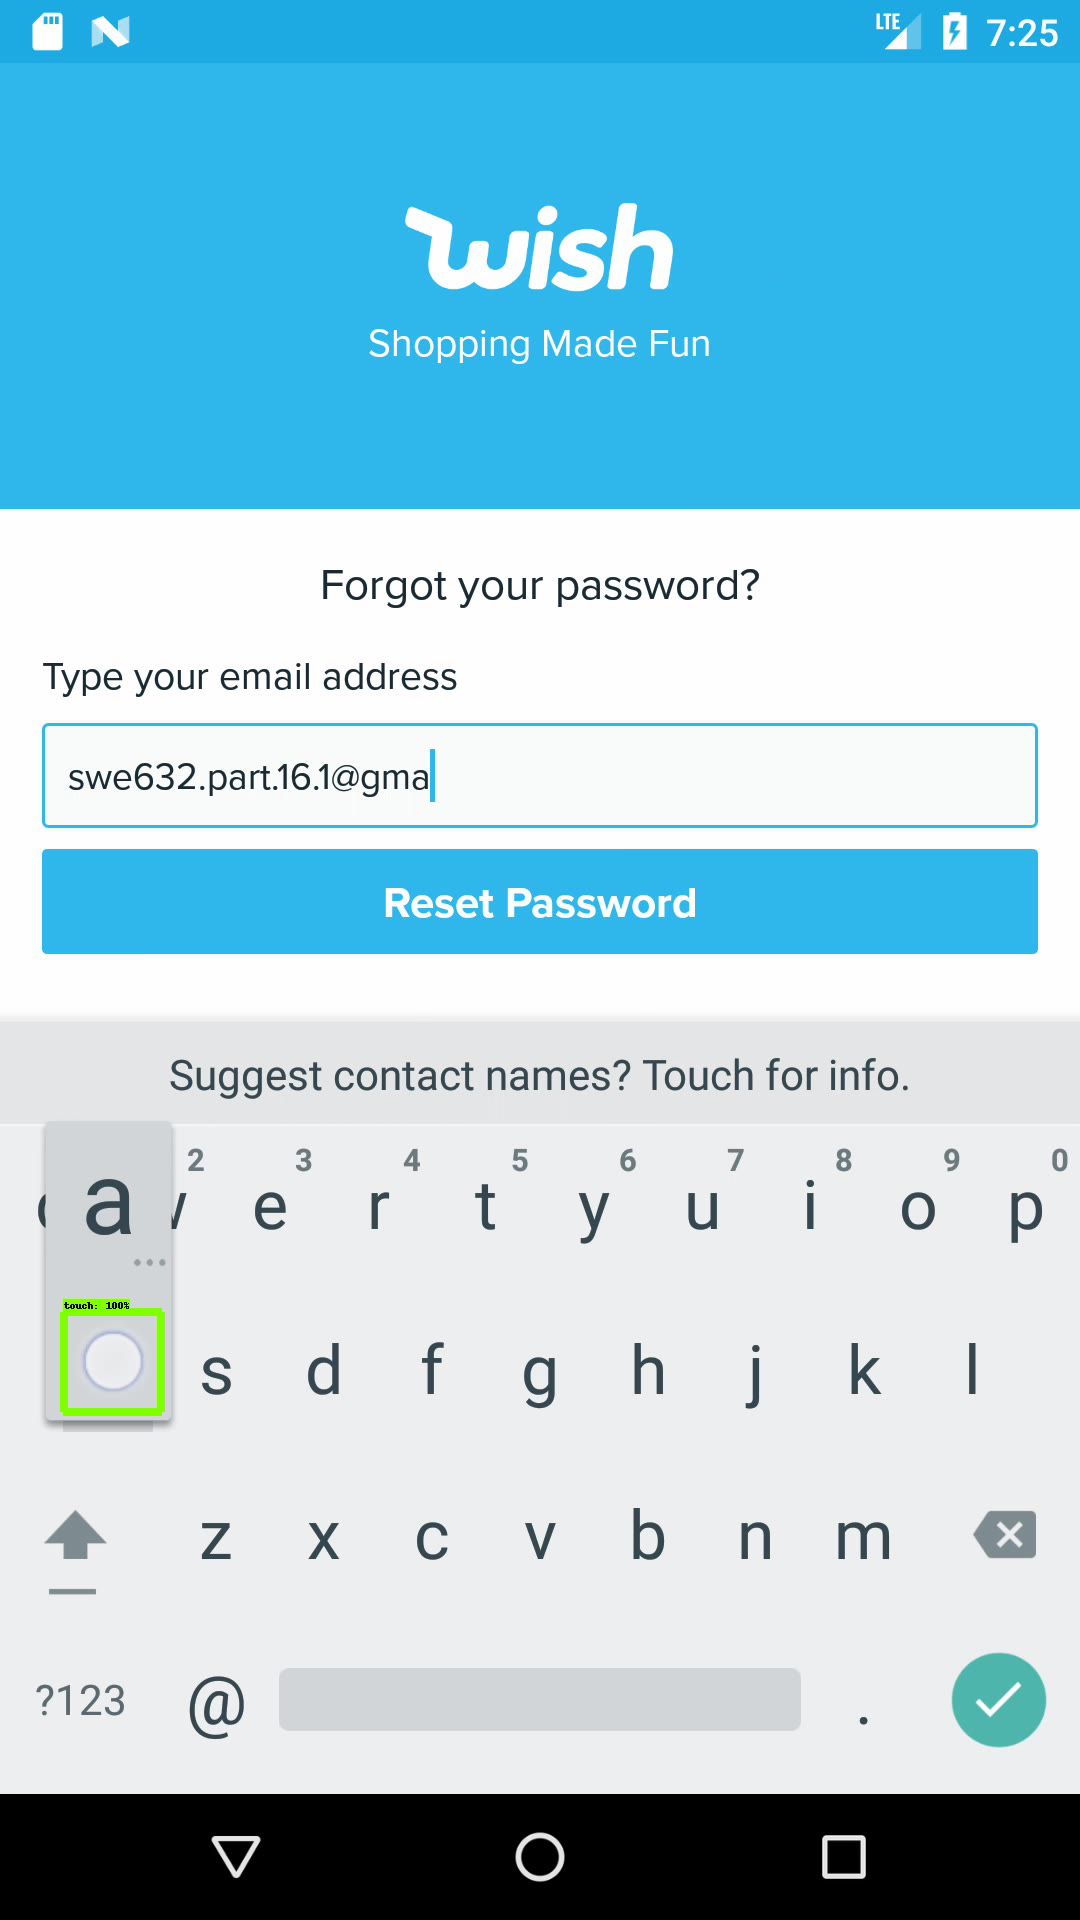 LTE 7:25
wish
Shopping Made Fun
Forgot your password?
Type your email address
swe632.part.16.1@gma
Reset Password
Suggest contact names? Touch for info.
2 3 4 5 6 7 8 9 0
a e r t y u i o p
touch: 100%
s d f g h j k l
z x c v b n m
?123 @ .